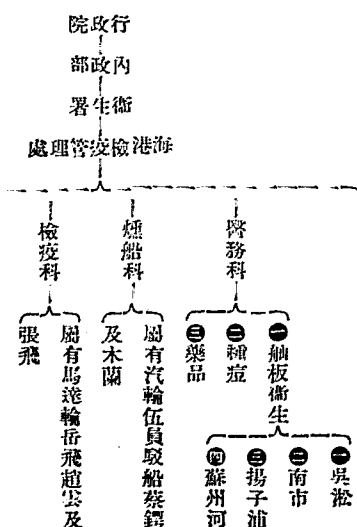 行政院
內政部
衛生署
海港檢疫管理處
醫務科
㊀舢板衛生
㊁種痘
㊂藥品
㊀吳淞
㊁南市
㊂揚子浦
㊃蘇州河
燻船科
屬有汽輪伍員駁船蔡鍔
及木蘭
檢疫科
屬有馬達輪岳飛趙雲及
張飛